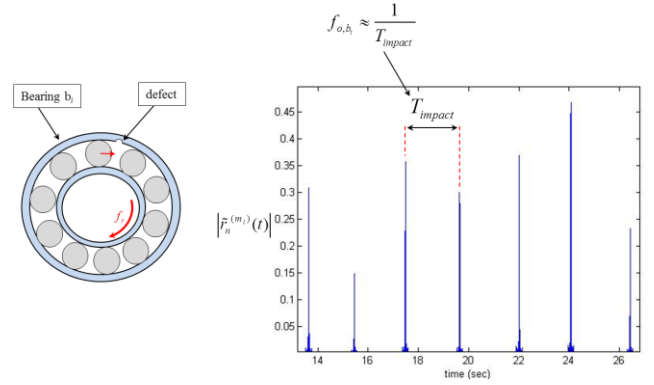 f_{o,b_i} ≈ 1 / T_{impact}
Bearing b_i
defect
f_r
T_{impact}
|r̃_n^{(m_i)}(t)|
0.45
0.4
0.35
0.3
0.25
0.2
0.15
0.1
0.05
14 16 18 20 22 24 26
time (sec)